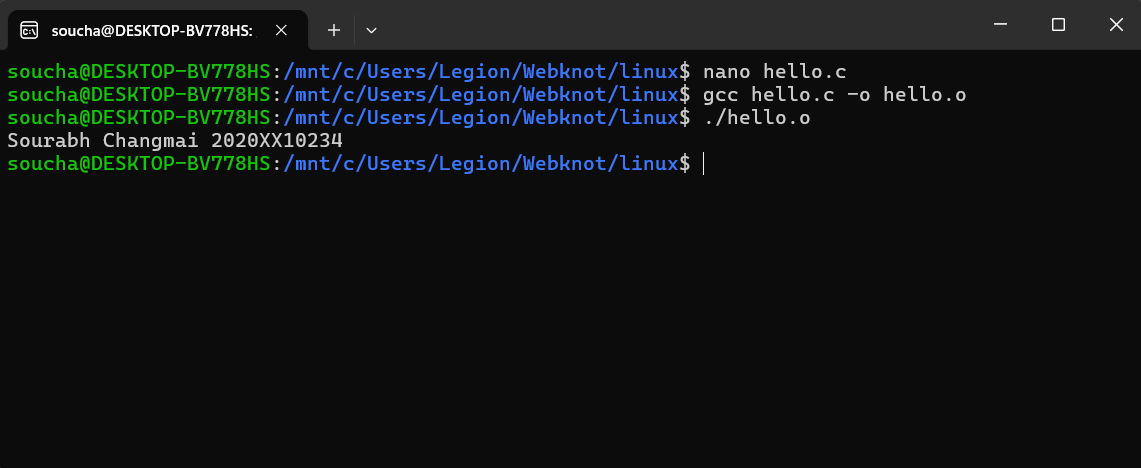 soucha@DESKTOP-BV778HS:
soucha@DESKTOP-BV778HS:/mnt/c/Users/Legion/Webknot/linux$ nano hello.c
soucha@DESKTOP-BV778HS:/mnt/c/Users/Legion/Webknot/linux$ gcc hello.c -o hello.o
soucha@DESKTOP-BV778HS:/mnt/c/Users/Legion/Webknot/linux$ ./hello.o
Sourabh Changmai 2020XX10234
soucha@DESKTOP-BV778HS:/mnt/c/Users/Legion/Webknot/linux$